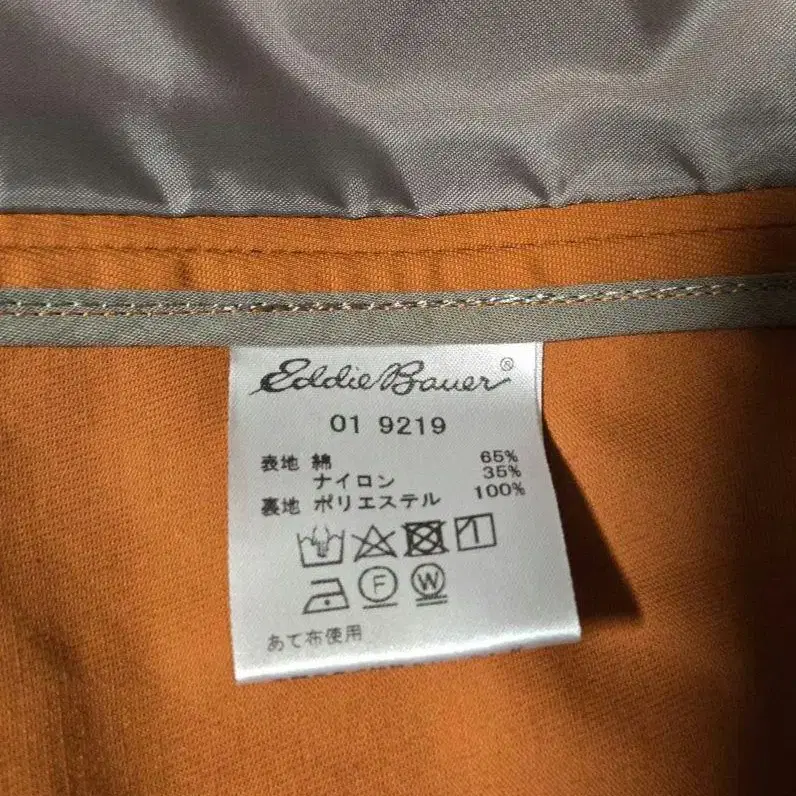 Eddie Bauer®
01 9219
表地 綿 65%
ナイロン 35%
裏地 ポリエステル 100%
F W
あて布使用